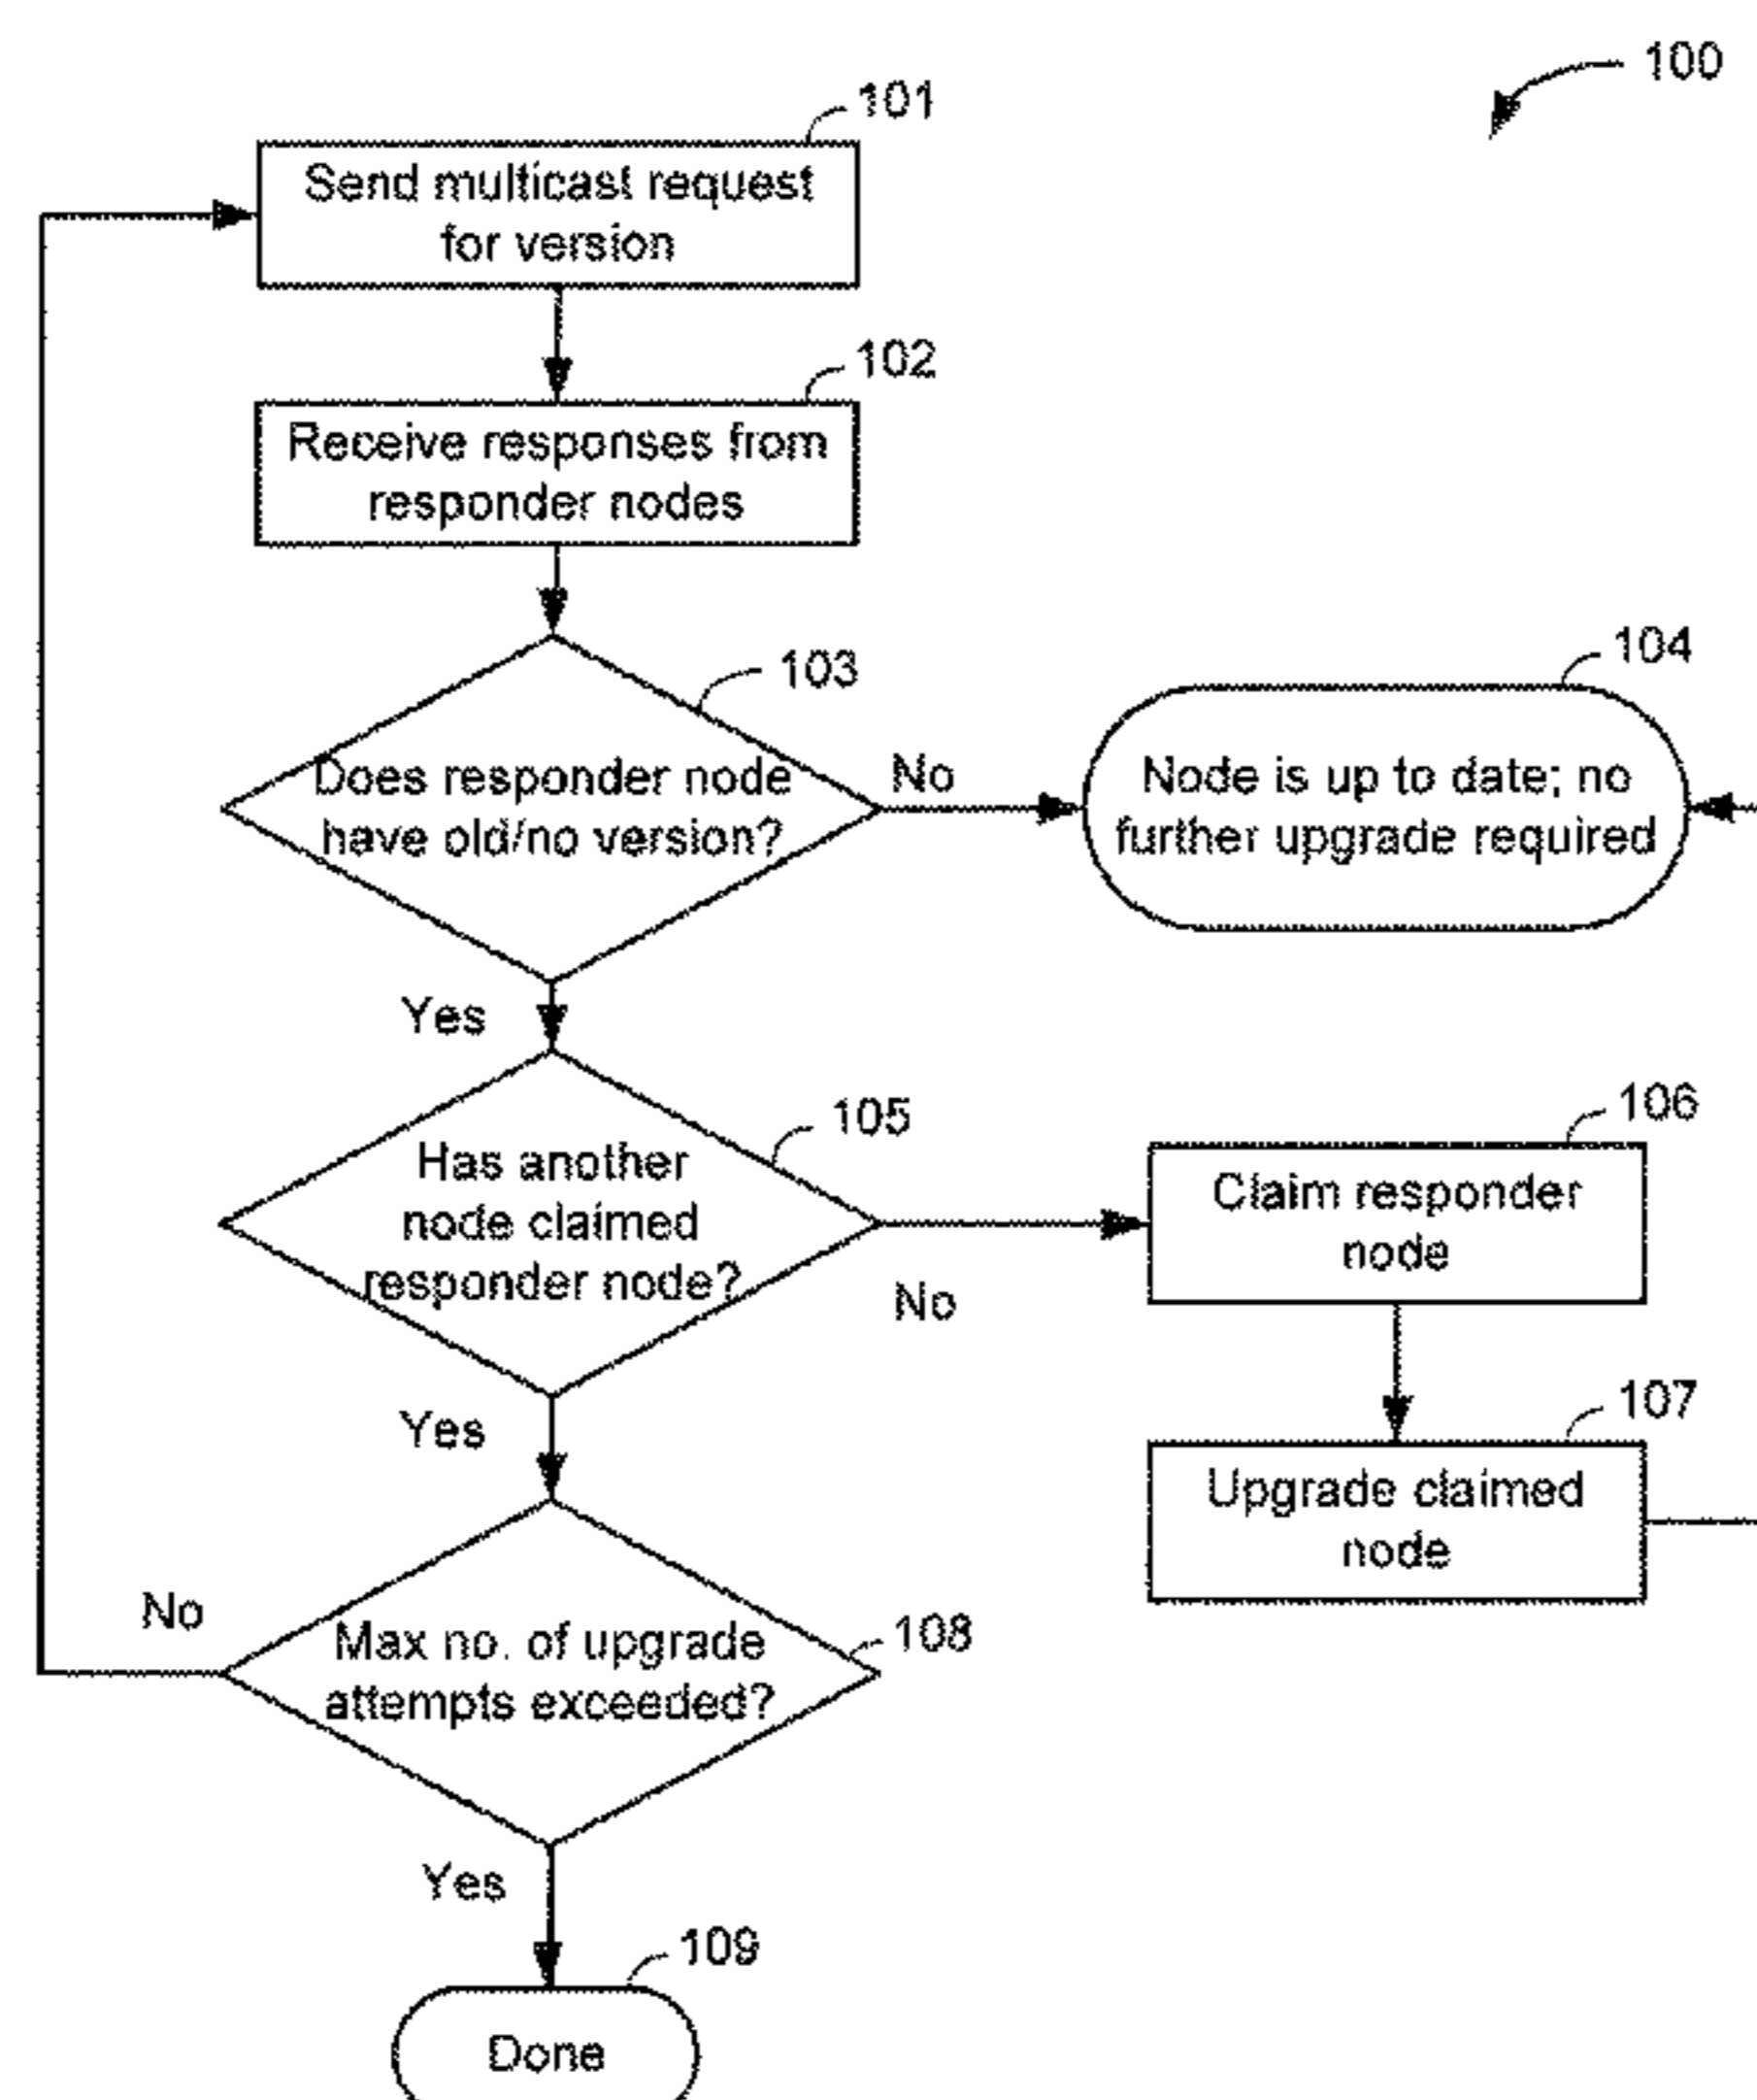 100
101
Send multicast request
for version
102
Receive responses from
responder nodes
103
Does responder node
have old/no version?
No
104
Node is up to date; no
further upgrade required
Yes
105
Has another
node claimed
responder node?
No
106
Claim responder
node
107
Upgrade claimed
node
Yes
108
Max no. of upgrade
attempts exceeded?
No
Yes
109
Done